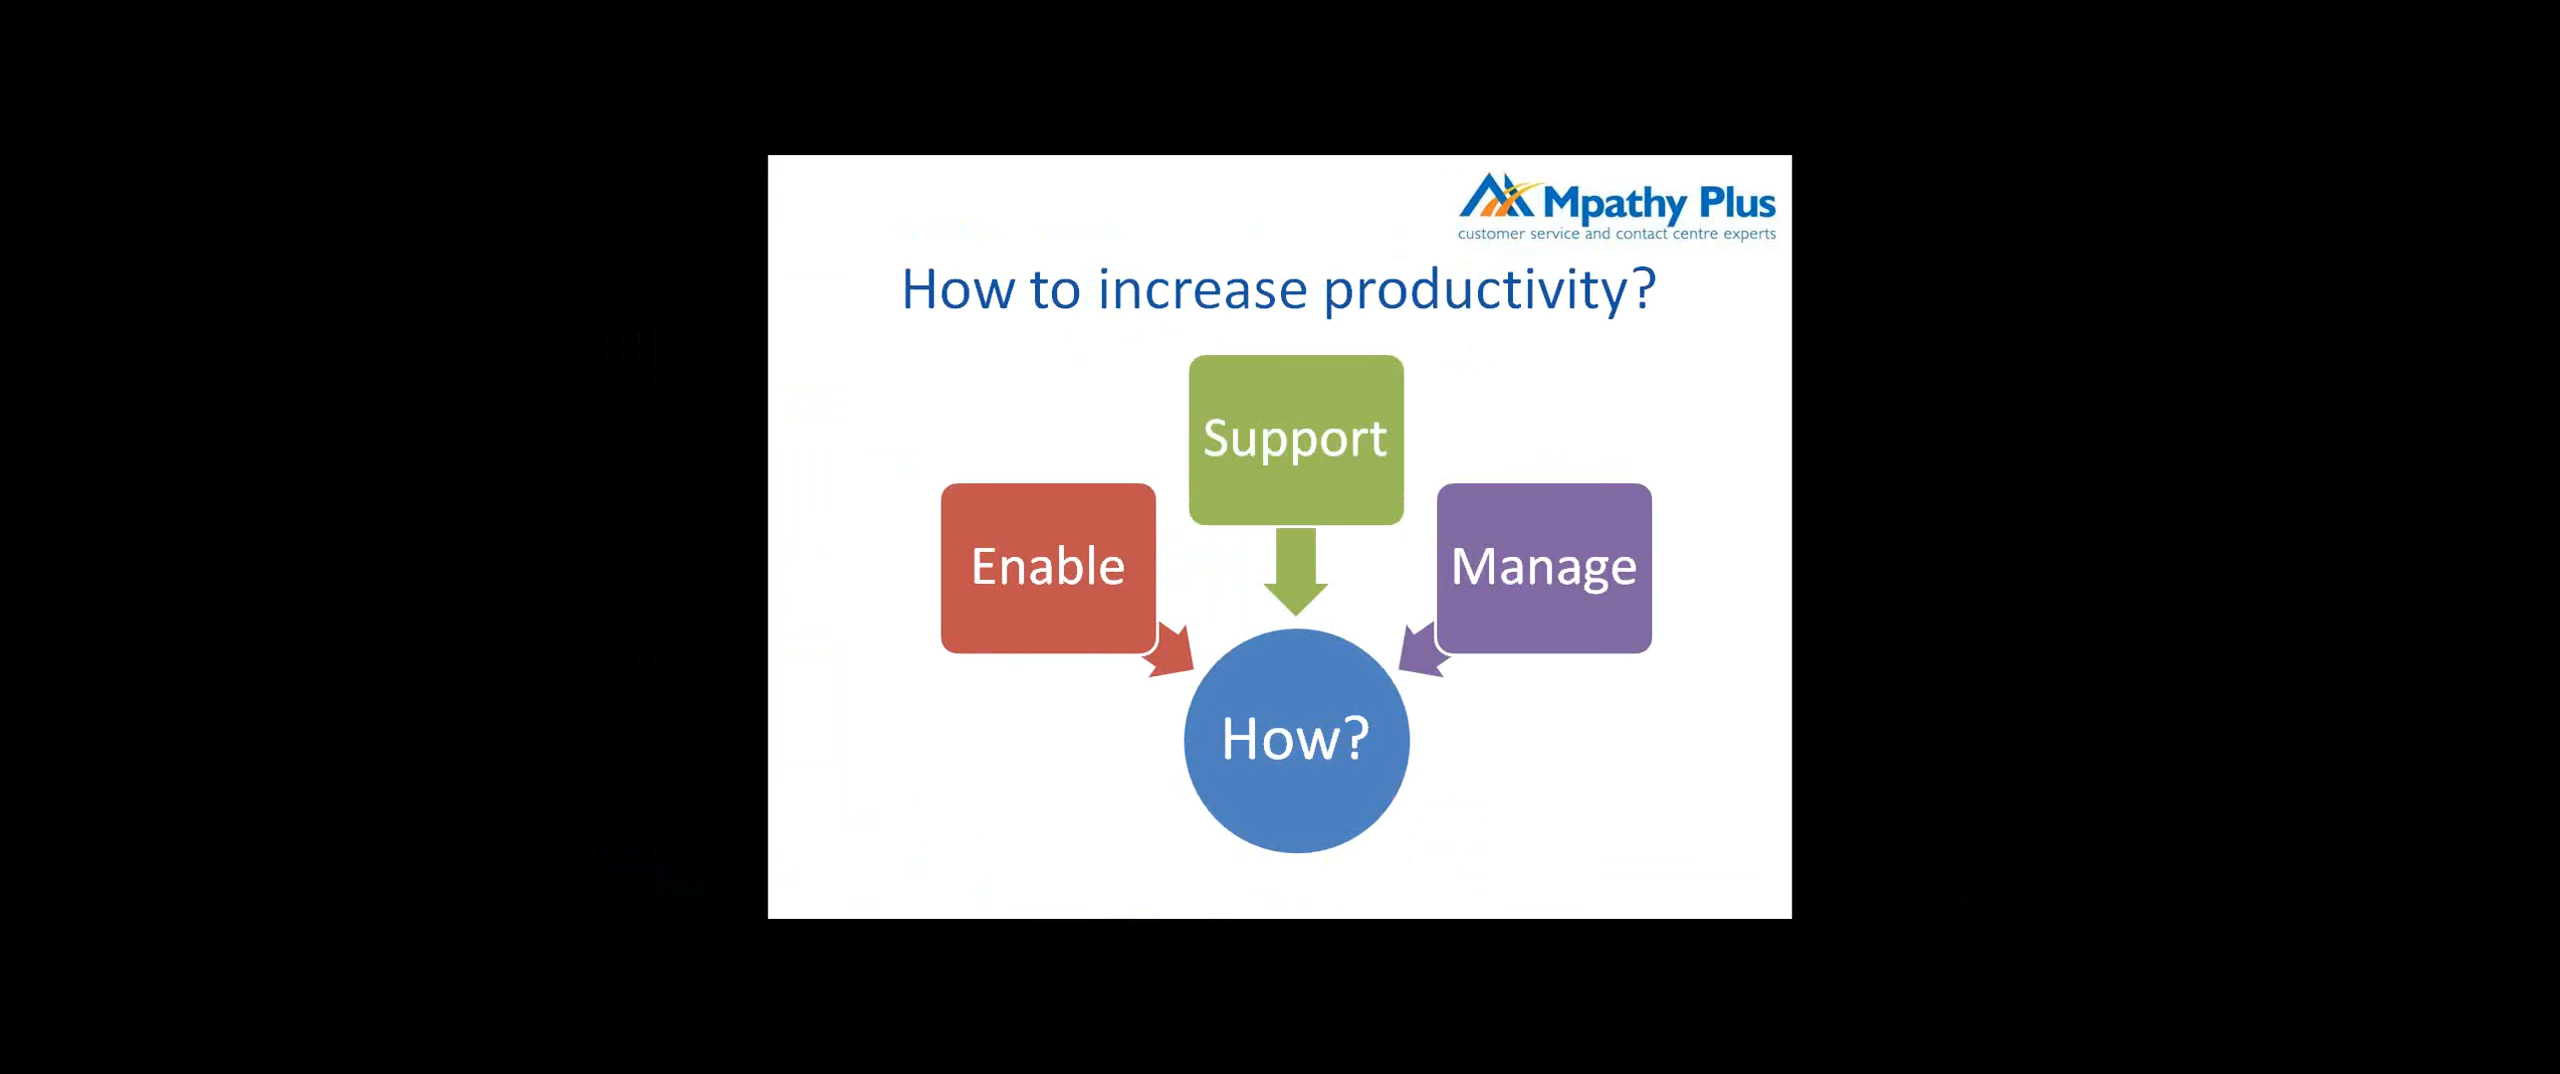 Mpathy Plus
customer service and contact centre experts
How to increase productivity?
Support
Enable
Manage
How?